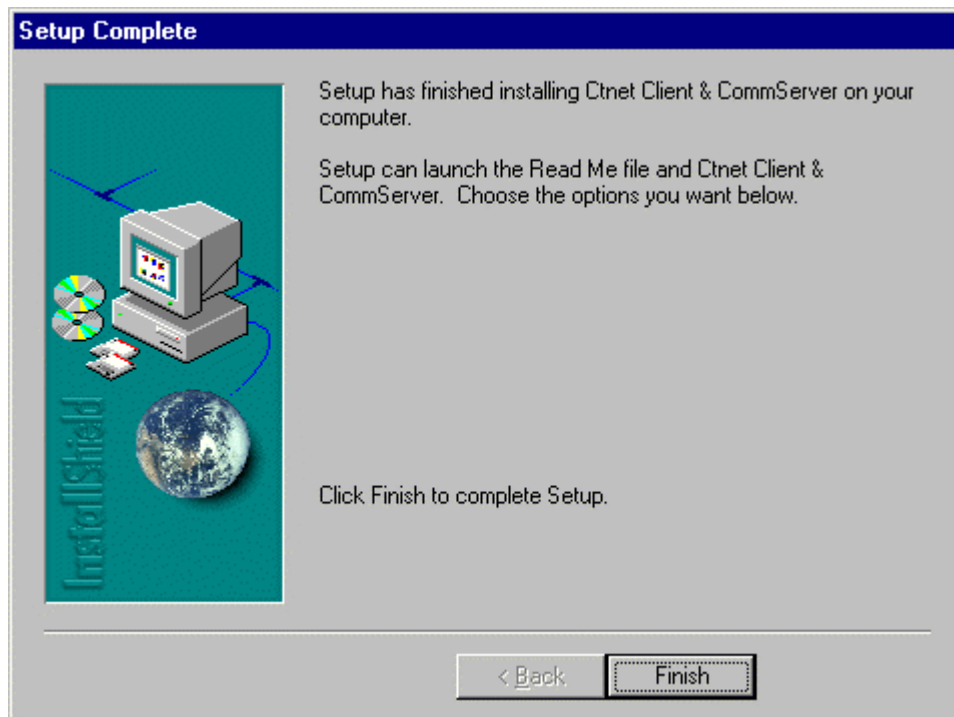 Setup Complete
Setup has finished installing Ctnet Client & CommServer on your
computer.
Setup can launch the Read Me file and Ctnet Client &
CommServer.  Choose the options you want below.
InstallShield
Click Finish to complete Setup.
< Back
Finish